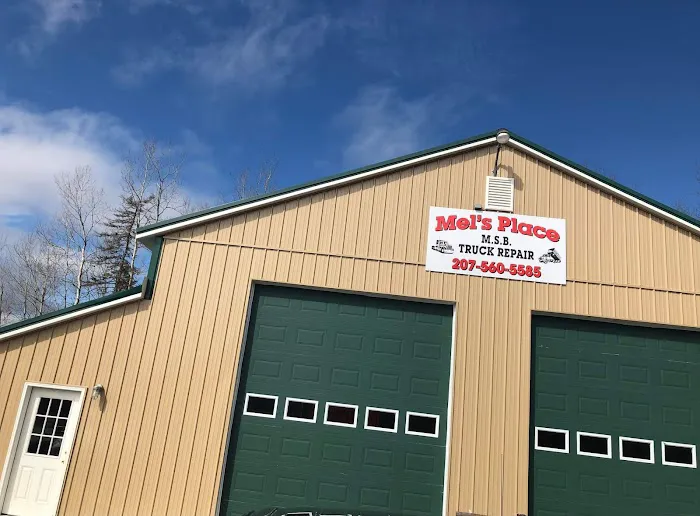 Mel's Place
M.S.B.
TRUCK REPAIR
207-560-5585